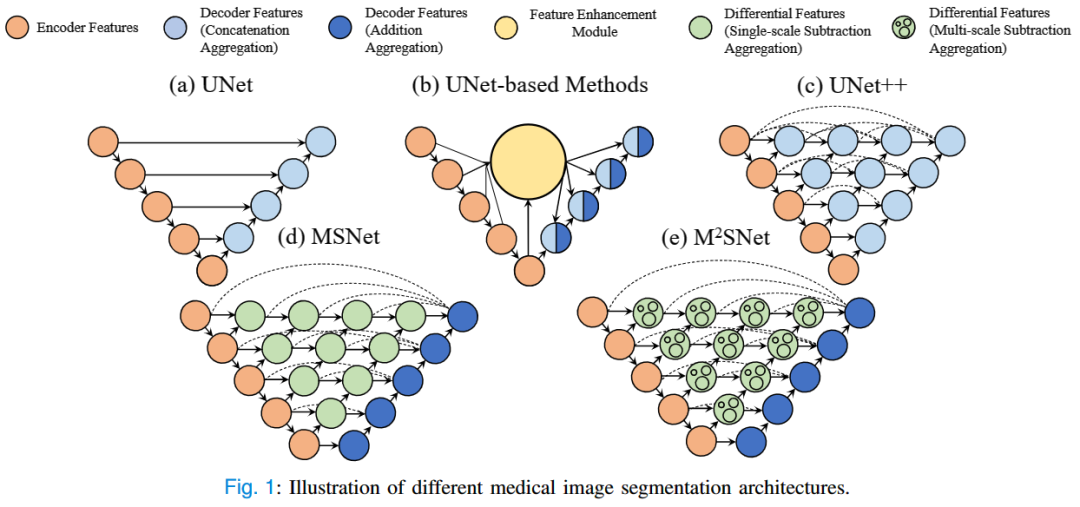 Encoder Features
Decoder Features
(Concatenation
Aggregation)
Decoder Features
(Addition
Aggregation)
Feature Enhancement
Module
Differential Features
(Single-scale Subtraction
Aggregation)
Differential Features
(Multi-scale Subtraction
Aggregation)
(a) UNet
(b) UNet-based Methods
(c) UNet++
(d) MSNet
(e) M²SNet
Fig. 1: Illustration of different medical image segmentation architectures.